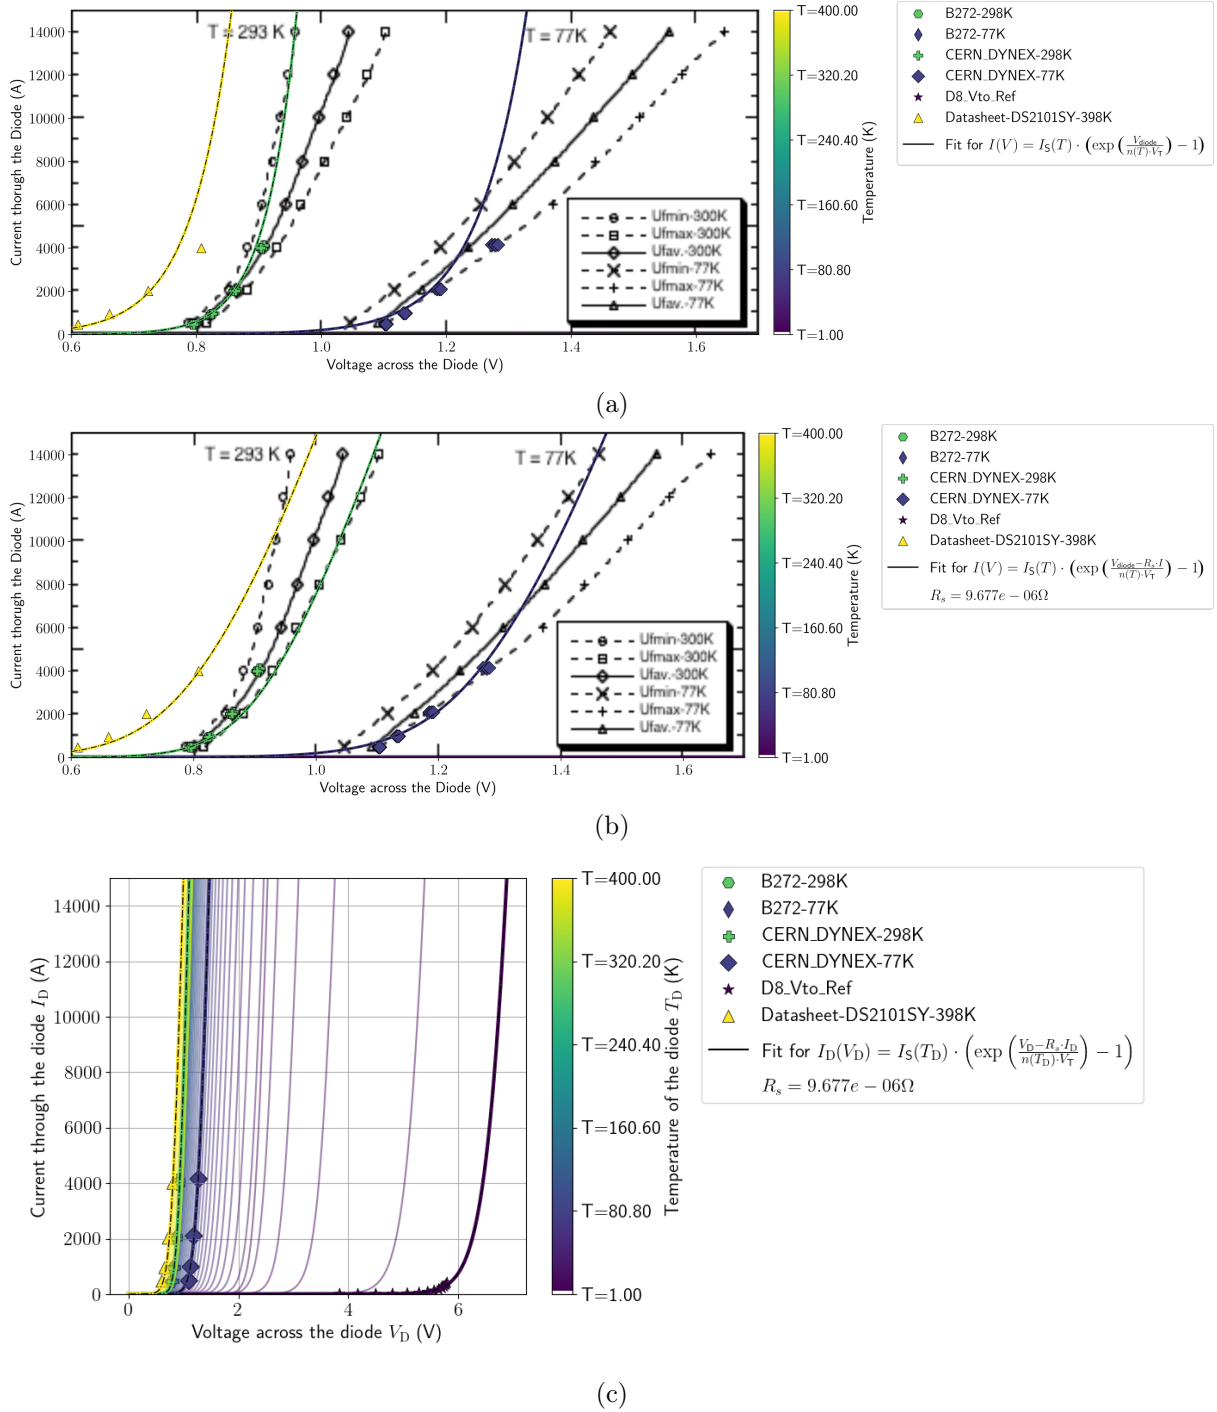 T = 293 K
T = 77K
14000
12000
10000
8000
6000
4000
2000
0
0.6
0.8
1.0
1.2
1.4
1.6
Current thorugh the Diode (A)
Voltage across the Diode (V)
Ufmin-300K
Ufmax-300K
Ufav.-300K
Ufmin-77K
Ufmax-77K
Ufav.-77K
T=400.00
T=320.20
T=240.40
T=160.60
T=80.80
T=1.00
Temperature (K)
B272-298K
B272-77K
CERN_DYNEX-298K
CERN_DYNEX-77K
D8_Vto_Ref
Datasheet-DS2101SY-398K
Fit for I(V) = I_S(T) · (exp (V_diode / n(T)·V_T) − 1)
(a)
T = 293 K
T = 77K
14000
12000
10000
8000
6000
4000
2000
0
0.6
0.8
1.0
1.2
1.4
1.6
Current thorugh the Diode (A)
Voltage across the Diode (V)
Ufmin-300K
Ufmax-300K
Ufav.-300K
Ufmin-77K
Ufmax-77K
Ufav.-77K
T=400.00
T=320.20
T=240.40
T=160.60
T=80.80
T=1.00
Temperature (K)
B272-298K
B272-77K
CERN_DYNEX-298K
CERN_DYNEX-77K
D8_Vto_Ref
Datasheet-DS2101SY-398K
Fit for I(V) = I_S(T) · (exp (V_diode−R_s·I / n(T)·V_T) − 1)
R_s = 9.677e − 06Ω
(b)
14000
12000
10000
8000
6000
4000
2000
0
0
2
4
6
Current through the diode I_D (A)
Voltage across the diode V_D (V)
T=400.00
T=320.20
T=240.40
T=160.60
T=80.80
T=1.00
Temperature of the diode T_D (K)
B272-298K
B272-77K
CERN_DYNEX-298K
CERN_DYNEX-77K
D8_Vto_Ref
Datasheet-DS2101SY-398K
Fit for I_D(V_D) = I_S(T_D) · (exp (V_D−R_s·I_D / n(T_D)·V_T) − 1)
R_s = 9.677e − 06Ω
(c)